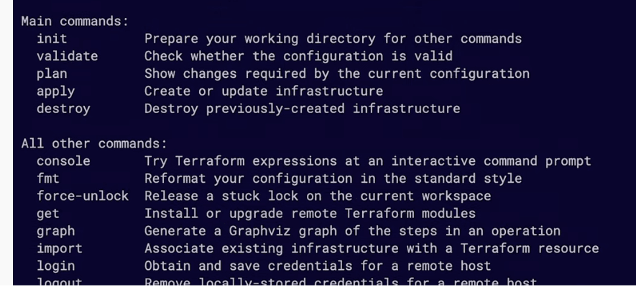 Main commands:
  init          Prepare your working directory for other commands
  validate      Check whether the configuration is valid
  plan          Show changes required by the current configuration
  apply         Create or update infrastructure
  destroy       Destroy previously-created infrastructure

All other commands:
  console       Try Terraform expressions at an interactive command prompt
  fmt           Reformat your configuration in the standard style
  force-unlock  Release a stuck lock on the current workspace
  get           Install or upgrade remote Terraform modules
  graph         Generate a Graphviz graph of the steps in an operation
  import        Associate existing infrastructure with a Terraform resource
  login         Obtain and save credentials for a remote host
  logout        Remove locally-stored credentials for a remote host